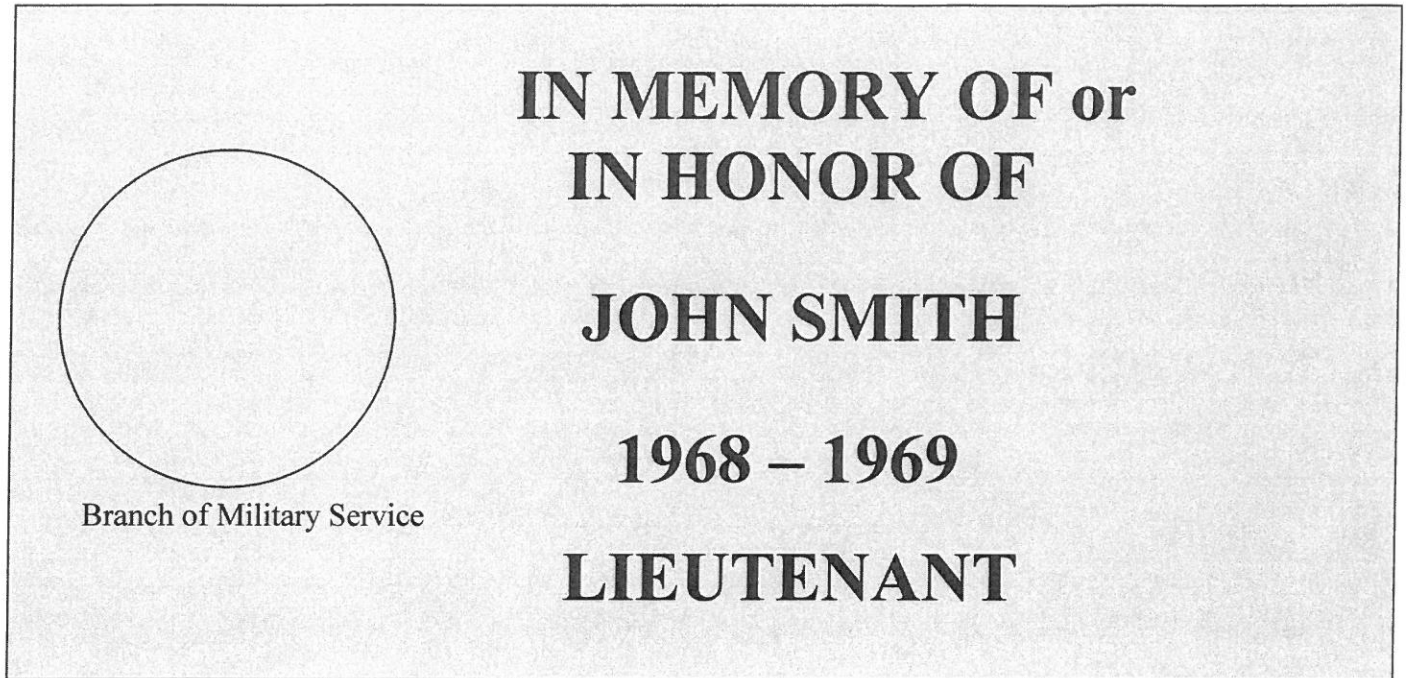 IN MEMORY OF or
IN HONOR OF
JOHN SMITH
1968 – 1969
LIEUTENANT
Branch of Military Service